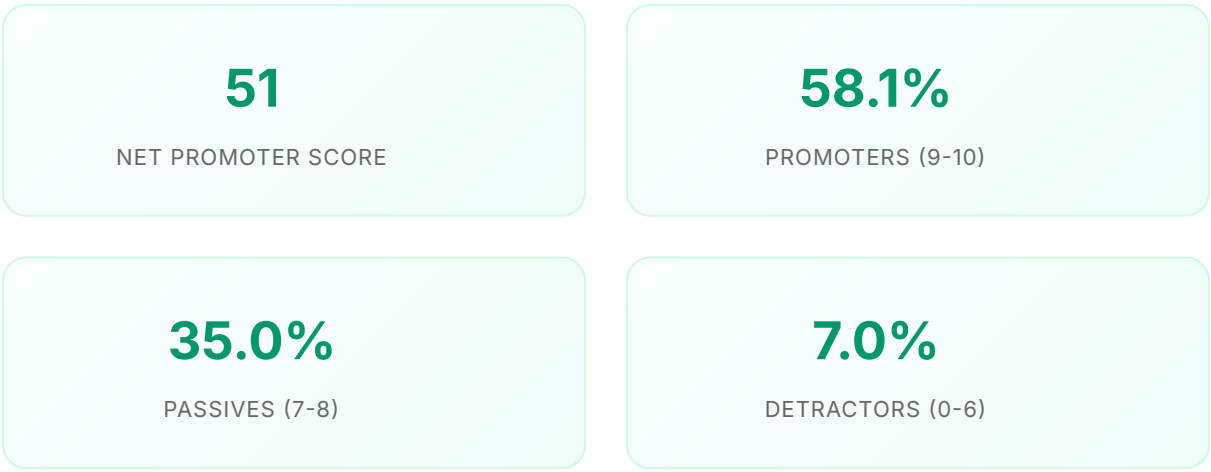 51
NET PROMOTER SCORE
58.1%
PROMOTERS (9-10)
35.0%
PASSIVES (7-8)
7.0%
DETRACTORS (0-6)